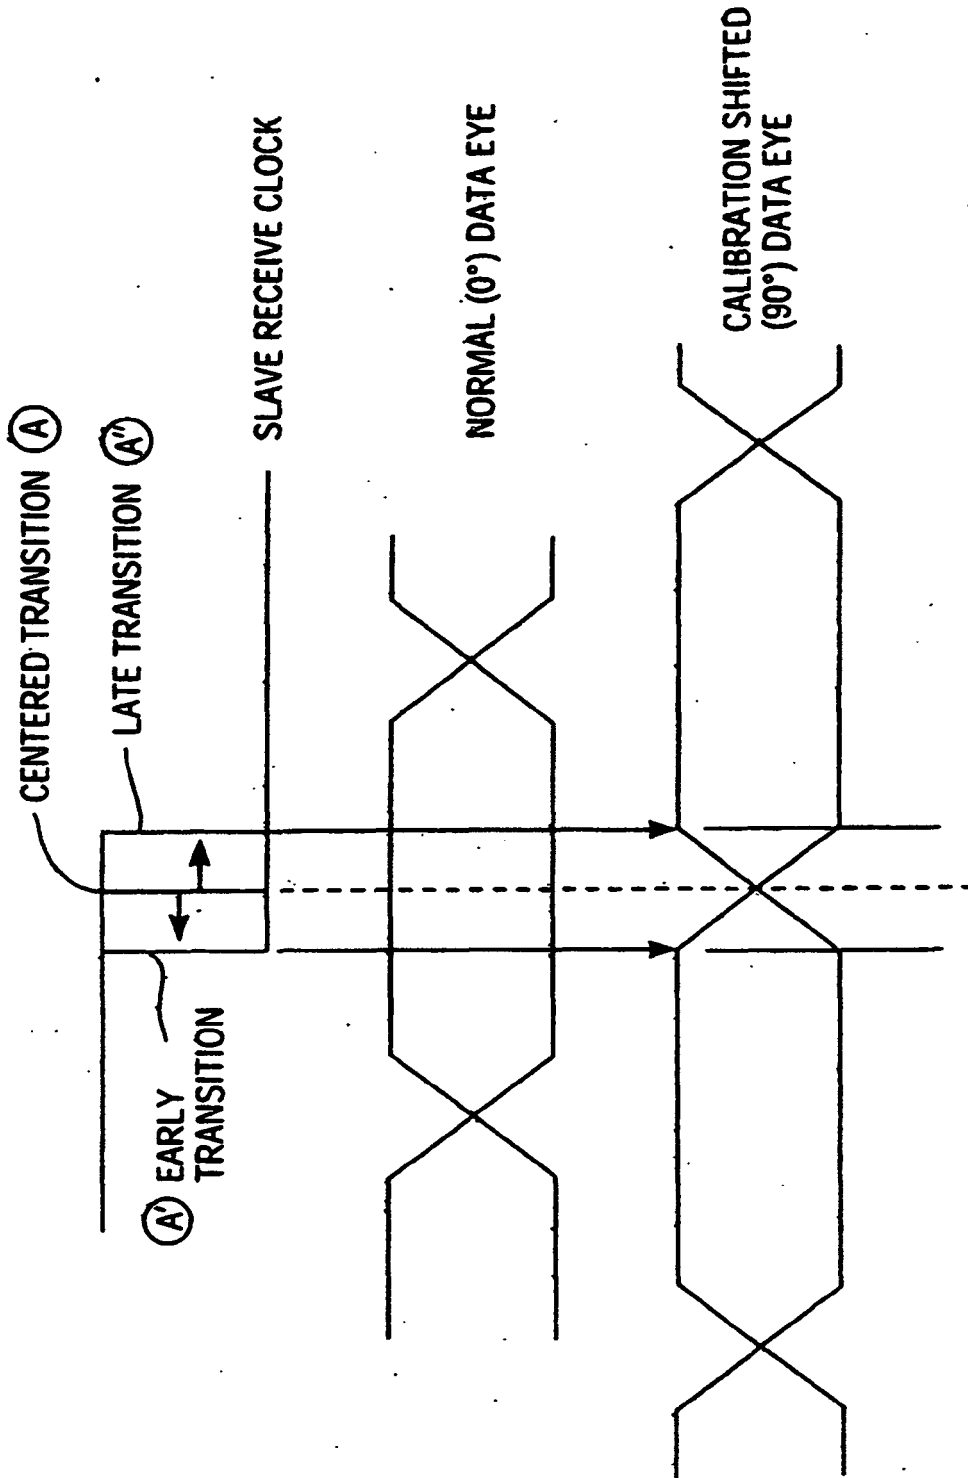 CENTERED TRANSITION A
LATE TRANSITION A"
A' EARLY
TRANSITION
SLAVE RECEIVE CLOCK
NORMAL (0°) DATA EYE
CALIBRATION SHIFTED
(90°) DATA EYE